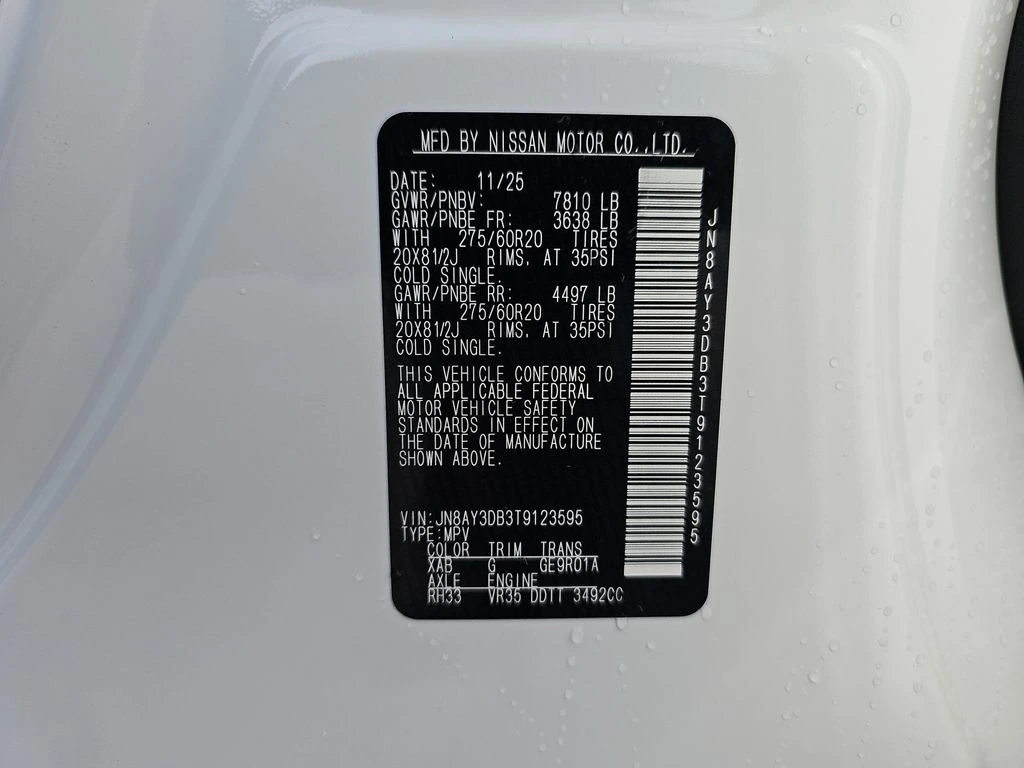 MFD BY NISSAN MOTOR CO.,LTD.
DATE: 11/25
GVWR/PNBV: 7810 LB
GAWR/PNBE FR: 3638 LB
WITH 275/60R20 TIRES
20X81/2J RIMS. AT 35PSI
COLD SINGLE.
GAWR/PNBE RR: 4497 LB
WITH 275/60R20 TIRES
20X81/2J RIMS. AT 35PSI
COLD SINGLE.
THIS VEHICLE CONFORMS TO
ALL APPLICABLE FEDERAL
MOTOR VEHICLE SAFETY
STANDARDS IN EFFECT ON
THE DATE OF MANUFACTURE
SHOWN ABOVE.
VIN:JN8AY3DB3T9123595
TYPE:MPV
COLOR TRIM TRANS
XAB G GE9R01A
AXLE ENGINE
RH33 VR35 DDTT 3492CC
JN8AY3DB3T9123595